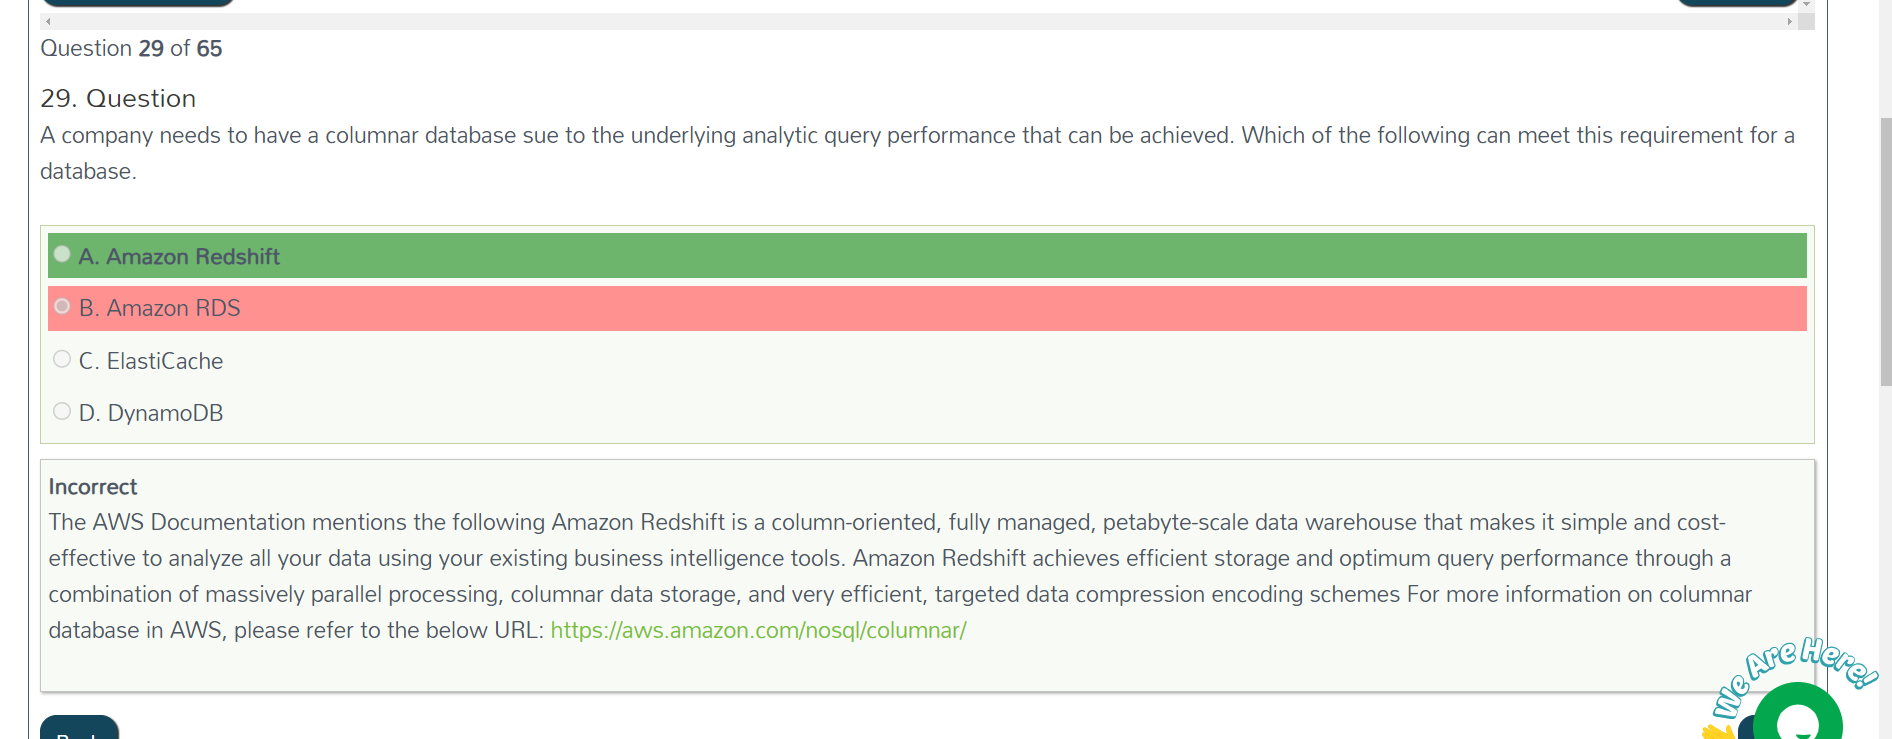 Question 29 of 65
29. Question
A company needs to have a columnar database sue to the underlying analytic query performance that can be achieved. Which of the following can meet this requirement for a
database.
A. Amazon Redshift
B. Amazon RDS
C. ElastiCache
D. DynamoDB
Incorrect
The AWS Documentation mentions the following Amazon Redshift is a column-oriented, fully managed, petabyte-scale data warehouse that makes it simple and cost-
effective to analyze all your data using your existing business intelligence tools. Amazon Redshift achieves efficient storage and optimum query performance through a
combination of massively parallel processing, columnar data storage, and very efficient, targeted data compression encoding schemes For more information on columnar
database in AWS, please refer to the below URL: https://aws.amazon.com/nosql/columnar/
We Are Here!